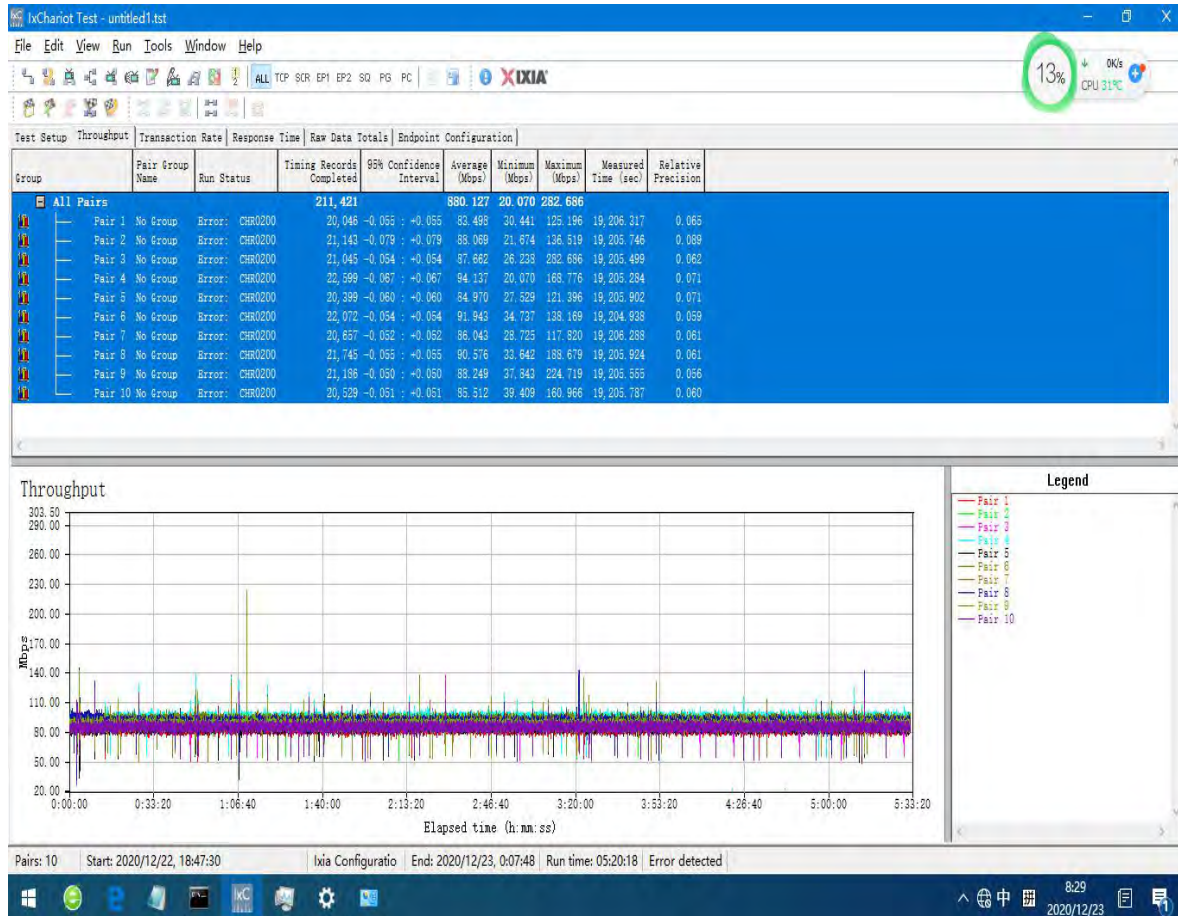 IxChariot Test - untitled1.tst
File Edit View Run Tools Window Help
ALL TCP SCR EP1 EP2 SQ PG PC XIXIA
13% 0K/s
CPU 31℃
Test Setup Throughput Transaction Rate Response Time Raw Data Totals Endpoint Configuration
Group Pair Group Name Run Status Timing Records Completed 95% Confidence Interval Average (Mbps) Minimum (Mbps) Maximum (Mbps) Measured Time (sec) Relative Precision
All Pairs 211,421 880.127 20.070 282.686
Pair 1 No Group Error: CHR0200 20,046 -0.055 : +0.055 83.498 30.441 125.196 19,206.317 0.065
Pair 2 No Group Error: CHR0200 21,143 -0.079 : +0.079 88.069 21.674 136.519 19,205.746 0.089
Pair 3 No Group Error: CHR0200 21,045 -0.054 : +0.054 87.662 26.238 282.686 19,205.499 0.062
Pair 4 No Group Error: CHR0200 22,599 -0.067 : +0.067 94.137 20.070 168.776 19,205.284 0.071
Pair 5 No Group Error: CHR0200 20,399 -0.060 : +0.060 84.970 27.529 121.396 19,205.902 0.071
Pair 6 No Group Error: CHR0200 22,072 -0.054 : +0.054 91.943 34.737 138.169 19,204.938 0.059
Pair 7 No Group Error: CHR0200 20,657 -0.052 : +0.052 86.043 28.725 117.820 19,206.288 0.061
Pair 8 No Group Error: CHR0200 21,745 -0.055 : +0.055 90.576 33.642 188.679 19,205.924 0.061
Pair 9 No Group Error: CHR0200 21,186 -0.050 : +0.050 88.249 37.843 224.719 19,205.555 0.056
Pair 10 No Group Error: CHR0200 20,529 -0.051 : +0.051 85.512 39.409 160.966 19,205.787 0.060
Throughput
303.50
290.00
260.00
230.00
200.00
170.00
140.00
110.00
80.00
50.00
20.00
Mbps
0:00:00 0:33:20 1:06:40 1:40:00 2:13:20 2:46:40 3:20:00 3:53:20 4:26:40 5:00:00 5:33:20
Elapsed time (h:mm:ss)
Legend
Pair 1
Pair 2
Pair 3
Pair 4
Pair 5
Pair 6
Pair 7
Pair 8
Pair 9
Pair 10
Pairs: 10 Start: 2020/12/22, 18:47:30 Ixia Configuratio End: 2020/12/23, 0:07:48 Run time: 05:20:18 Error detected
IxC
中 拼 8:29
2020/12/23